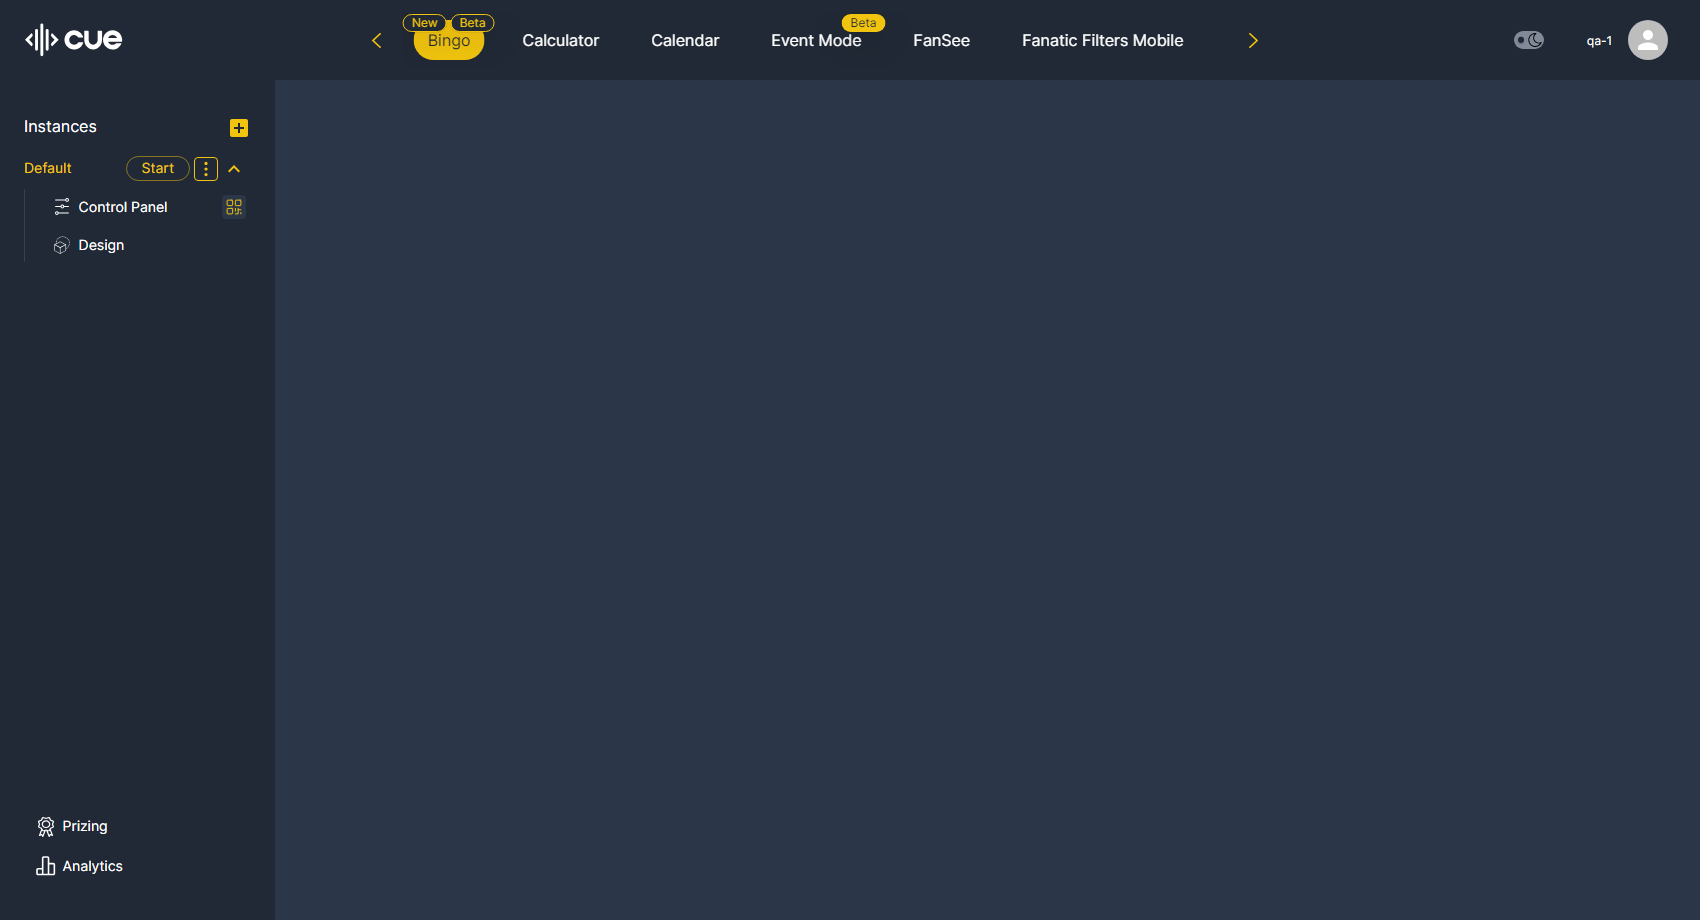 cue
New Beta
Bingo
Calculator
Calendar
Event Mode
Beta
FanSee
Fanatic Filters Mobile
qa-1
Instances
Default
Start
Control Panel
Design
Prizing
Analytics